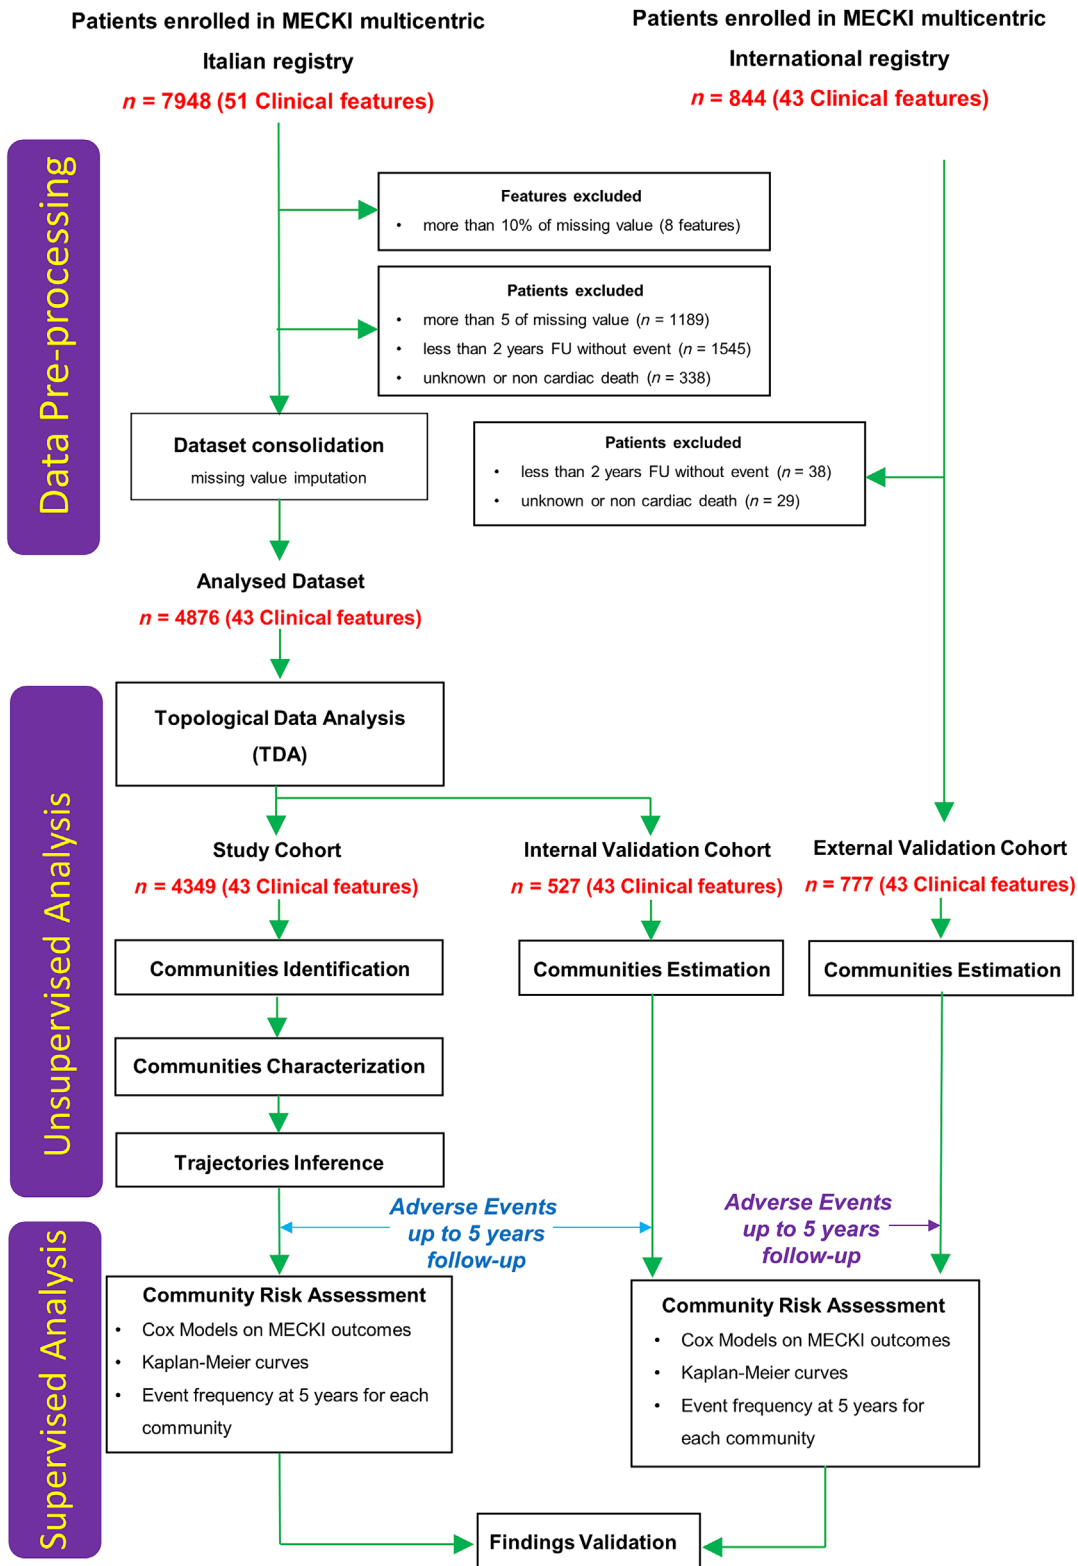 Patients enrolled in MECKI multicentric
Italian registry
n = 7948 (51 Clinical features)
Patients enrolled in MECKI multicentric
International registry
n = 844 (43 Clinical features)
Data Pre-processing
Features excluded
• more than 10% of missing value (8 features)
Patients excluded
• more than 5 of missing value (n = 1189)
• less than 2 years FU without event (n = 1545)
• unknown or non cardiac death (n = 338)
Dataset consolidation
missing value imputation
Patients excluded
• less than 2 years FU without event (n = 38)
• unknown or non cardiac death (n = 29)
Analysed Dataset
n = 4876 (43 Clinical features)
Unsupervised Analysis
Topological Data Analysis
(TDA)
Study Cohort
n = 4349 (43 Clinical features)
Internal Validation Cohort
n = 527 (43 Clinical features)
External Validation Cohort
n = 777 (43 Clinical features)
Communities Identification
Communities Estimation
Communities Estimation
Communities Characterization
Trajectories Inference
Adverse Events
up to 5 years
follow-up
Adverse Events
up to 5 years
follow-up
Supervised Analysis
Community Risk Assessment
• Cox Models on MECKI outcomes
• Kaplan-Meier curves
• Event frequency at 5 years for each
community
Community Risk Assessment
• Cox Models on MECKI outcomes
• Kaplan-Meier curves
• Event frequency at 5 years for
each community
Findings Validation